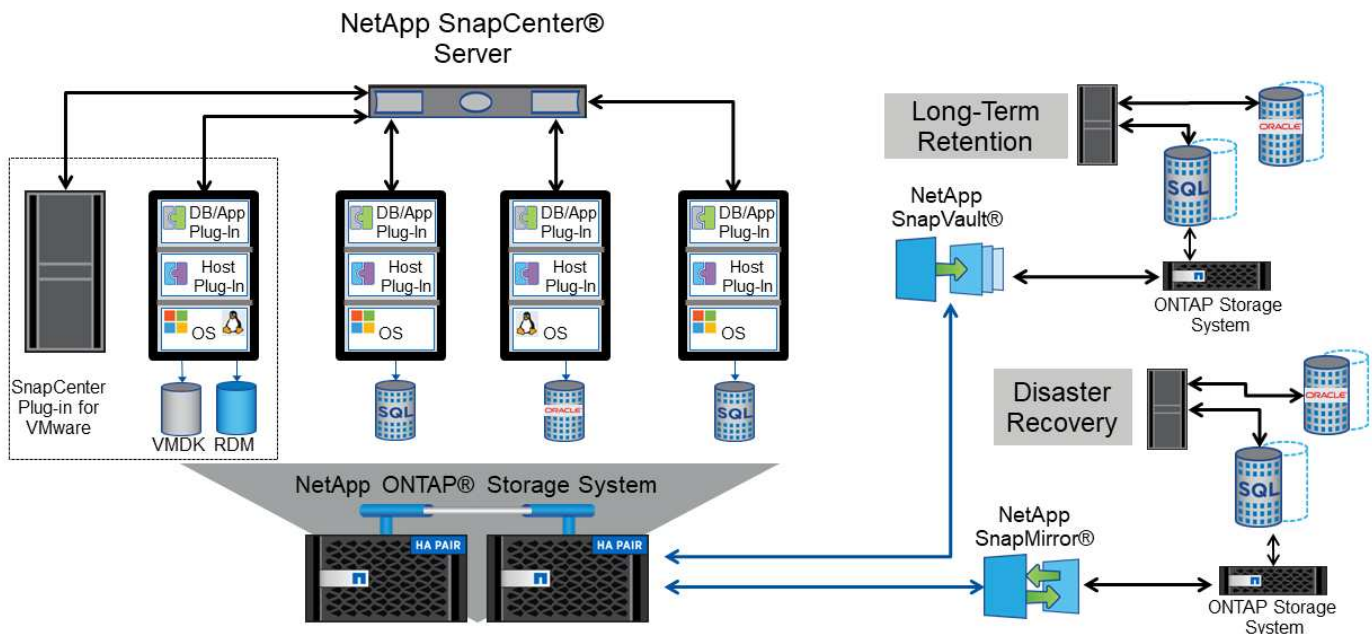 NetApp SnapCenter®
Server
DB/App
Plug-In
Host
Plug-In
OS
DB/App
Plug-In
Host
Plug-In
OS
DB/App
Plug-In
Host
Plug-In
OS
DB/App
Plug-In
Host
Plug-In
OS
SnapCenter
Plug-in for
VMware
VMDK
RDM
SQL
ORACLE
SQL
NetApp ONTAP® Storage System
HA PAIR
HA PAIR
Long-Term
Retention
ORACLE
SQL
NetApp
SnapVault®
ONTAP Storage
System
Disaster
Recovery
ORACLE
SQL
NetApp
SnapMirror®
ONTAP Storage
System